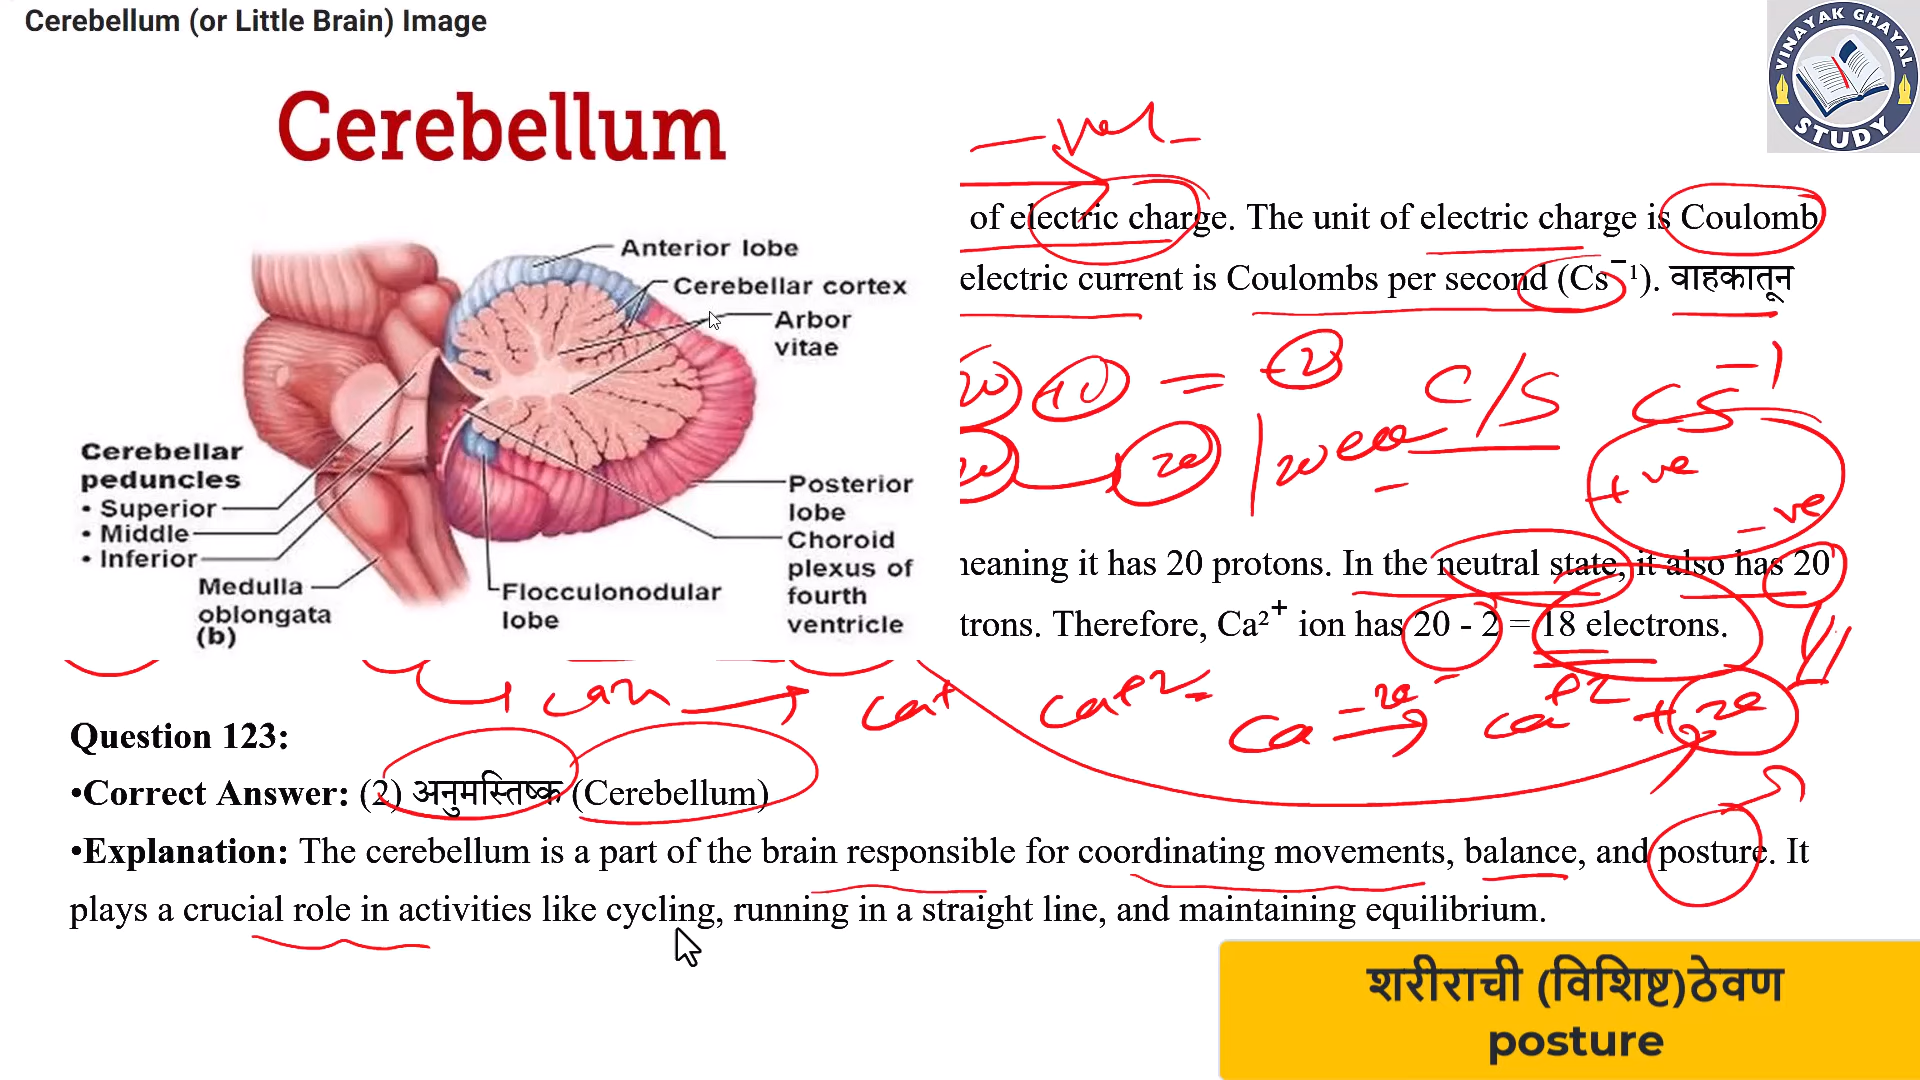 Cerebellum (or Little Brain) Image
VINAYAK GHAYAL
STUDY
Cerebellum
Anterior lobe
Cerebellar cortex
Arbor
vitae
Cerebellar
peduncles
• Superior
• Middle
• Inferior
Medulla
oblongata
(b)
Flocculonodular
lobe
Posterior
lobe
Choroid
plexus of
fourth
ventricle
of electric charge. The unit of electric charge is Coulomb
electric current is Coulombs per second (Cs⁻¹). वाहकातून
C/S
CS⁻¹
+ve
-ve
meaning it has 20 protons. In the neutral state, it also has 20
trons. Therefore, Ca²⁺ ion has 20 - 2 = 18 electrons.
Question 123:
•Correct Answer: (2) अनुमस्तिष्क (Cerebellum)
•Explanation: The cerebellum is a part of the brain responsible for coordinating movements, balance, and posture. It
plays a crucial role in activities like cycling, running in a straight line, and maintaining equilibrium.
शरीराची (विशिष्ट)ठेवण
posture